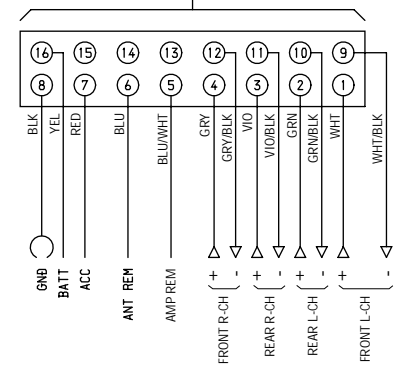 16 15 14 13 12 11 10 9
8 7 6 5 4 3 2 1
BLK
YEL
RED
BLU
BLU/WHT
GRY
GRY/BLK
VIO
VIO/BLK
GRN
GRN/BLK
WHT
WHT/BLK
GND
BATT
ACC
ANT REM
AMP REM
+ - + - + - + -
FRONT R-CH
REAR R-CH
REAR L-CH
FRONT L-CH